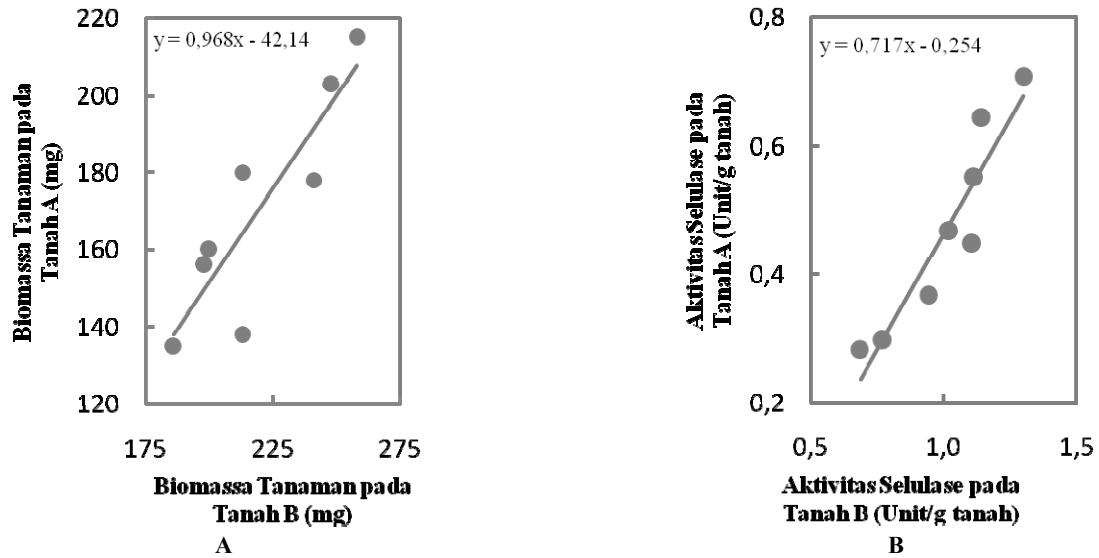 y = 0,968x - 42,14
Biomassa Tanaman pada
Tanah A (mg)
220
200
180
160
140
120
175
225
275
Biomassa Tanaman pada
Tanah B (mg)
A
y = 0,717x - 0,254
Aktivitas Selulase pada
Tanah A (Unit/g tanah)
0,8
0,6
0,4
0,2
0,5
1,0
1,5
Aktivitas Selulase pada
Tanah B (Unit/g tanah)
B